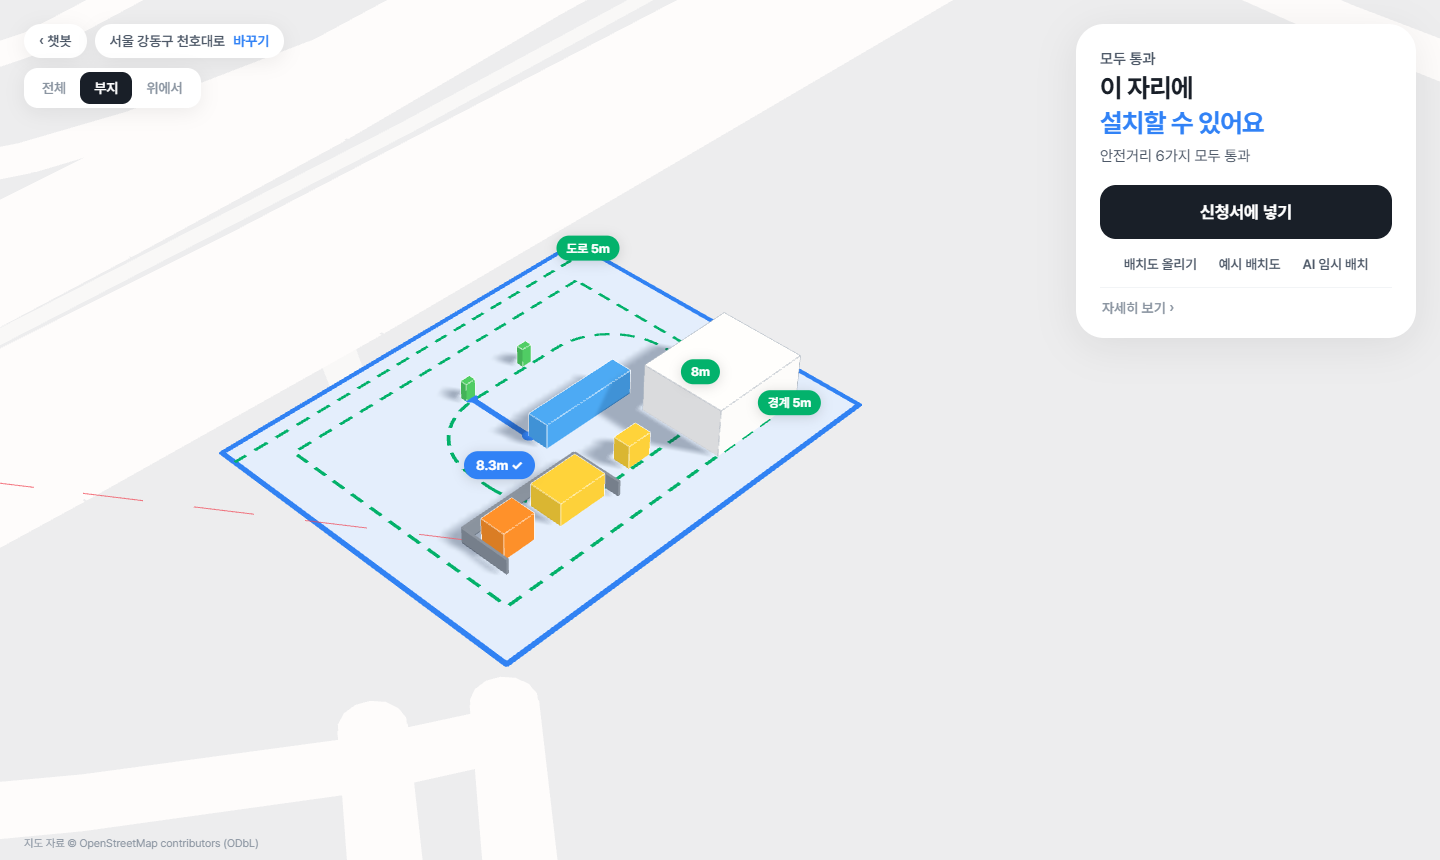 ‹ 챗봇
서울 강동구 천호대로 바꾸기
전체 부지 위에서
모두 통과
이 자리에
설치할 수 있어요
안전거리 6가지 모두 통과
신청서에 넣기
배치도 올리기 예시 배치도 AI 임시 배치
자세히 보기 ›
도로 5m
8m
경계 5m
8.3m ✓
지도 자료 © OpenStreetMap contributors (ODbL)